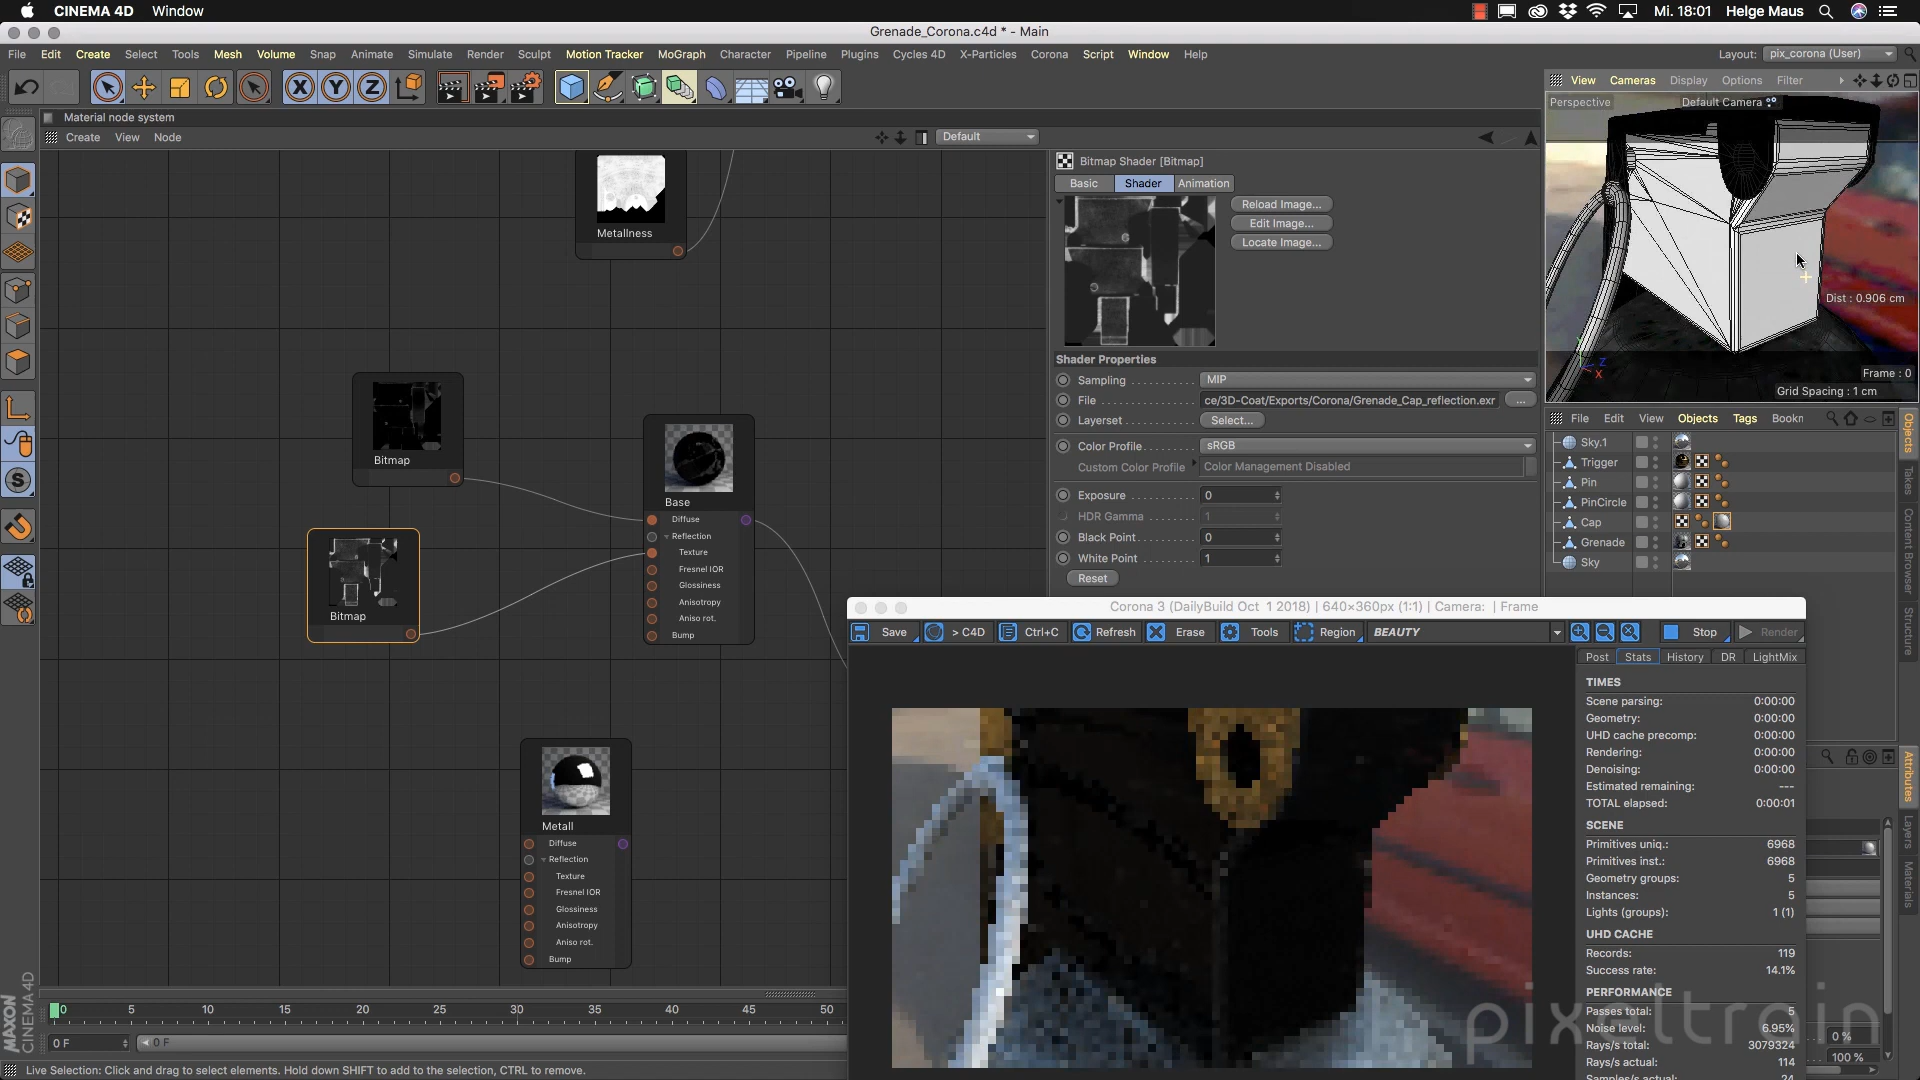 CINEMA 4D Window
Mi. 18:01 Helge Maus
Grenade_Corona.c4d * - Main
File Edit Create Select Tools Mesh Volume Snap Animate Simulate Render Sculpt Motion Tracker MoGraph Character Pipeline Plugins Cycles 4D X-Particles Corona Script Window Help
Layout: pix_corona (User)
X Y Z
View Cameras Display Options Filter
Perspective
Default Camera
Dist : 0.906 cm
Z
X
Frame : 0
Grid Spacing : 1 cm
Material node system
Create View Node
Default
Metallness
Bitmap
Base
Diffuse
Reflection
Texture
Fresnel IOR
Glossiness
Anisotropy
Aniso rot.
Bump
Bitmap
Metall
Diffuse
Reflection
Texture
Fresnel IOR
Glossiness
Anisotropy
Aniso rot.
Bump
Bitmap Shader [Bitmap]
Basic Shader Animation
Reload Image...
Edit Image...
Locate Image...
Shader Properties
Sampling MIP
File ce/3D-Coat/Exports/Corona/Grenade_Cap_reflection.exr ...
Layerset Select...
Color Profile sRGB
Custom Color Profile Color Management Disabled
Exposure 0
HDR Gamma 1
Black Point 0
White Point 1
Reset
File Edit View Objects Tags Bookn
Sky.1
Trigger
Pin
PinCircle
Cap
Grenade
Sky
Objects
Takes
Content Browser
Structure
Attributes
Layers
Materials
Corona 3 (DailyBuild Oct 1 2018) | 640×360px (1:1) | Camera: | Frame
Save > C4D Ctrl+C Refresh Erase Tools Region BEAUTY Stop Render
Post Stats History DR LightMix
TIMES
Scene parsing: 0:00:00
Geometry: 0:00:00
UHD cache precomp: 0:00:00
Rendering: 0:00:00
Denoising: 0:00:00
Estimated remaining: ---
TOTAL elapsed: 0:00:01
SCENE
Primitives uniq.: 6968
Primitives inst.: 6968
Geometry groups: 5
Instances: 5
Lights (groups): 1 (1)
UHD CACHE
Records: 119
Success rate: 14.1%
PERFORMANCE
Passes total: 5
Noise level: 6.95%
Rays/s total: 3079324
Rays/s actual: 114
Samples/s actual: 24
0 %
100 %
pixeltrain
0 5 10 15 20 25 30 35 40 45 50
0 F 0 F
MAXON
CINEMA 4D
Live Selection: Click and drag to select elements. Hold down SHIFT to add to the selection, CTRL to remove.